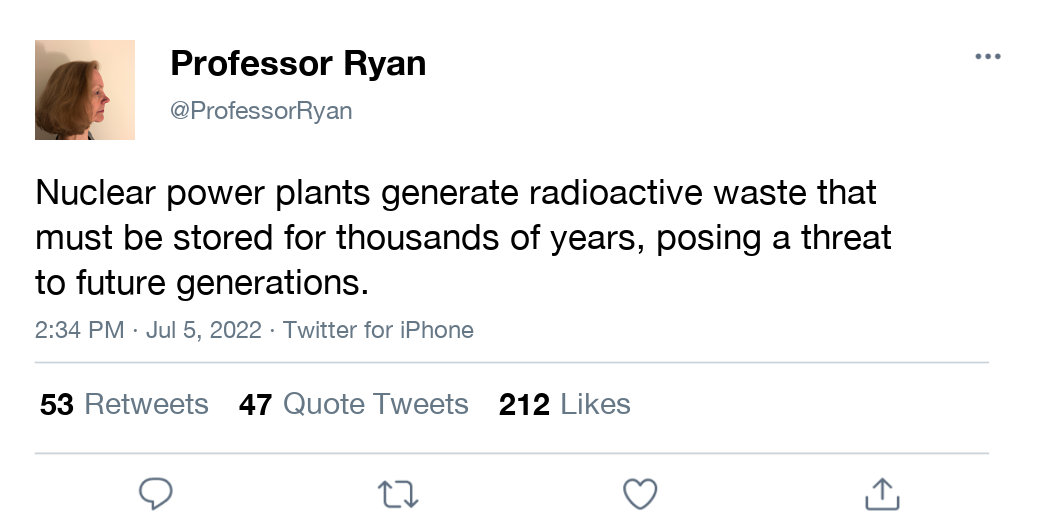 Professor Ryan
@ProfessorRyan
Nuclear power plants generate radioactive waste that
must be stored for thousands of years, posing a threat
to future generations.
2:34 PM · Jul 5, 2022 · Twitter for iPhone
53 Retweets 47 Quote Tweets 212 Likes